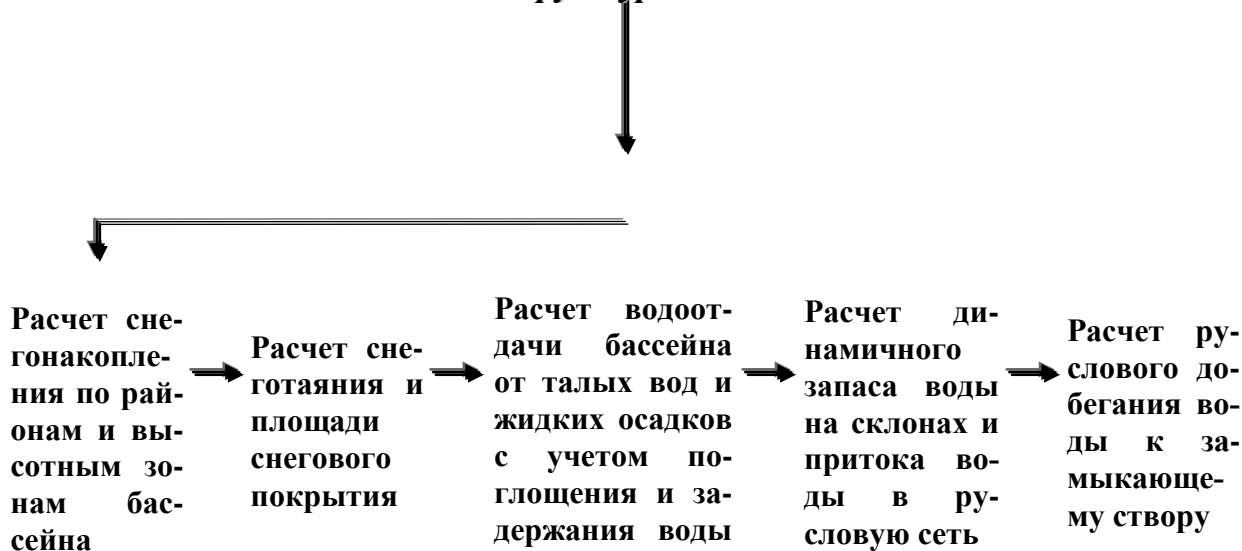 Расчет сне-
гонакопле-
ния по рай-
онам и вы-
сотным зо-
нам бас-
сейна
Расчет сне-
готаяния и
площади
снегового
покрытия
Расчет водоот-
дачи бассейна
от талых вод и
жидких осадков
с учетом по-
глощения и за-
держания воды
Расчет ди-
намичного
запаса воды
на склонах и
притока во-
ды в ру-
словую сеть
Расчет ру-
слового до-
бегания во-
ды к за-
мыкающе-
му створу